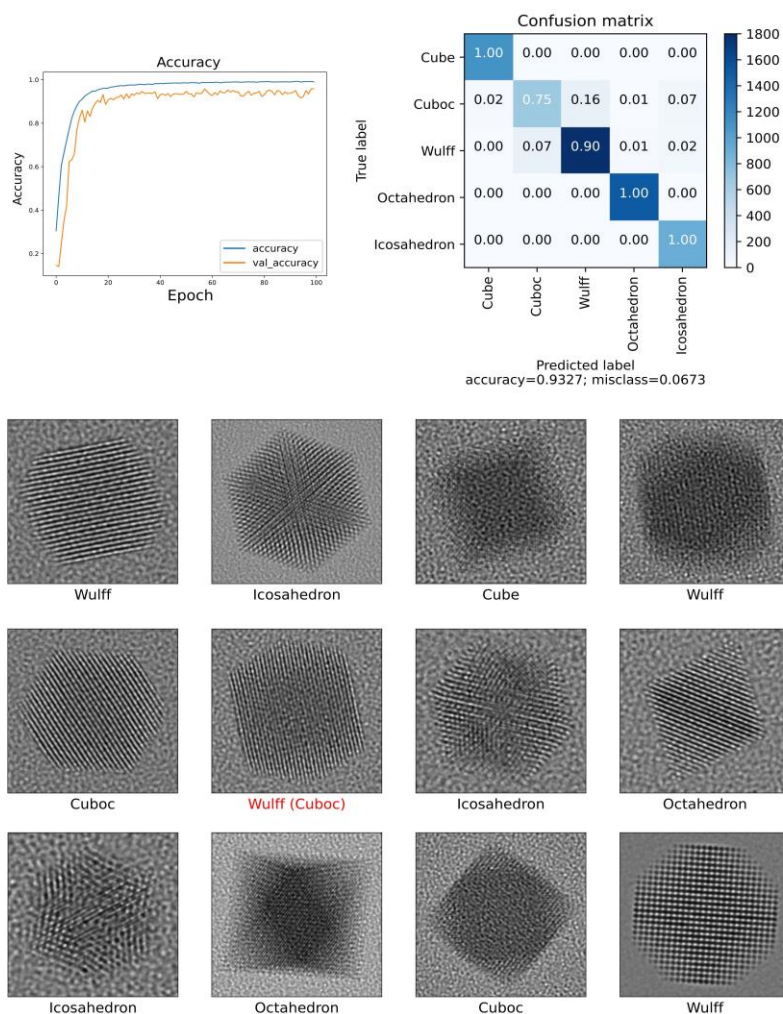 Accuracy
1.0
0.8
0.6
0.4
0.2
Accuracy
0
20
40
60
80
100
Epoch
accuracy
val_accuracy
Confusion matrix
True label
Cube
Cuboc
Wulff
Octahedron
Icosahedron
1.00 0.00 0.00 0.00 0.00
0.02 0.75 0.16 0.01 0.07
0.00 0.07 0.90 0.01 0.02
0.00 0.00 0.00 1.00 0.00
0.00 0.00 0.00 0.00 1.00
Cube
Cuboc
Wulff
Octahedron
Icosahedron
Predicted label
accuracy=0.9327; misclass=0.0673
1800
1600
1400
1200
1000
800
600
400
200
0
Wulff
Icosahedron
Cube
Wulff
Cuboc
Wulff (Cuboc)
Icosahedron
Octahedron
Icosahedron
Octahedron
Cuboc
Wulff